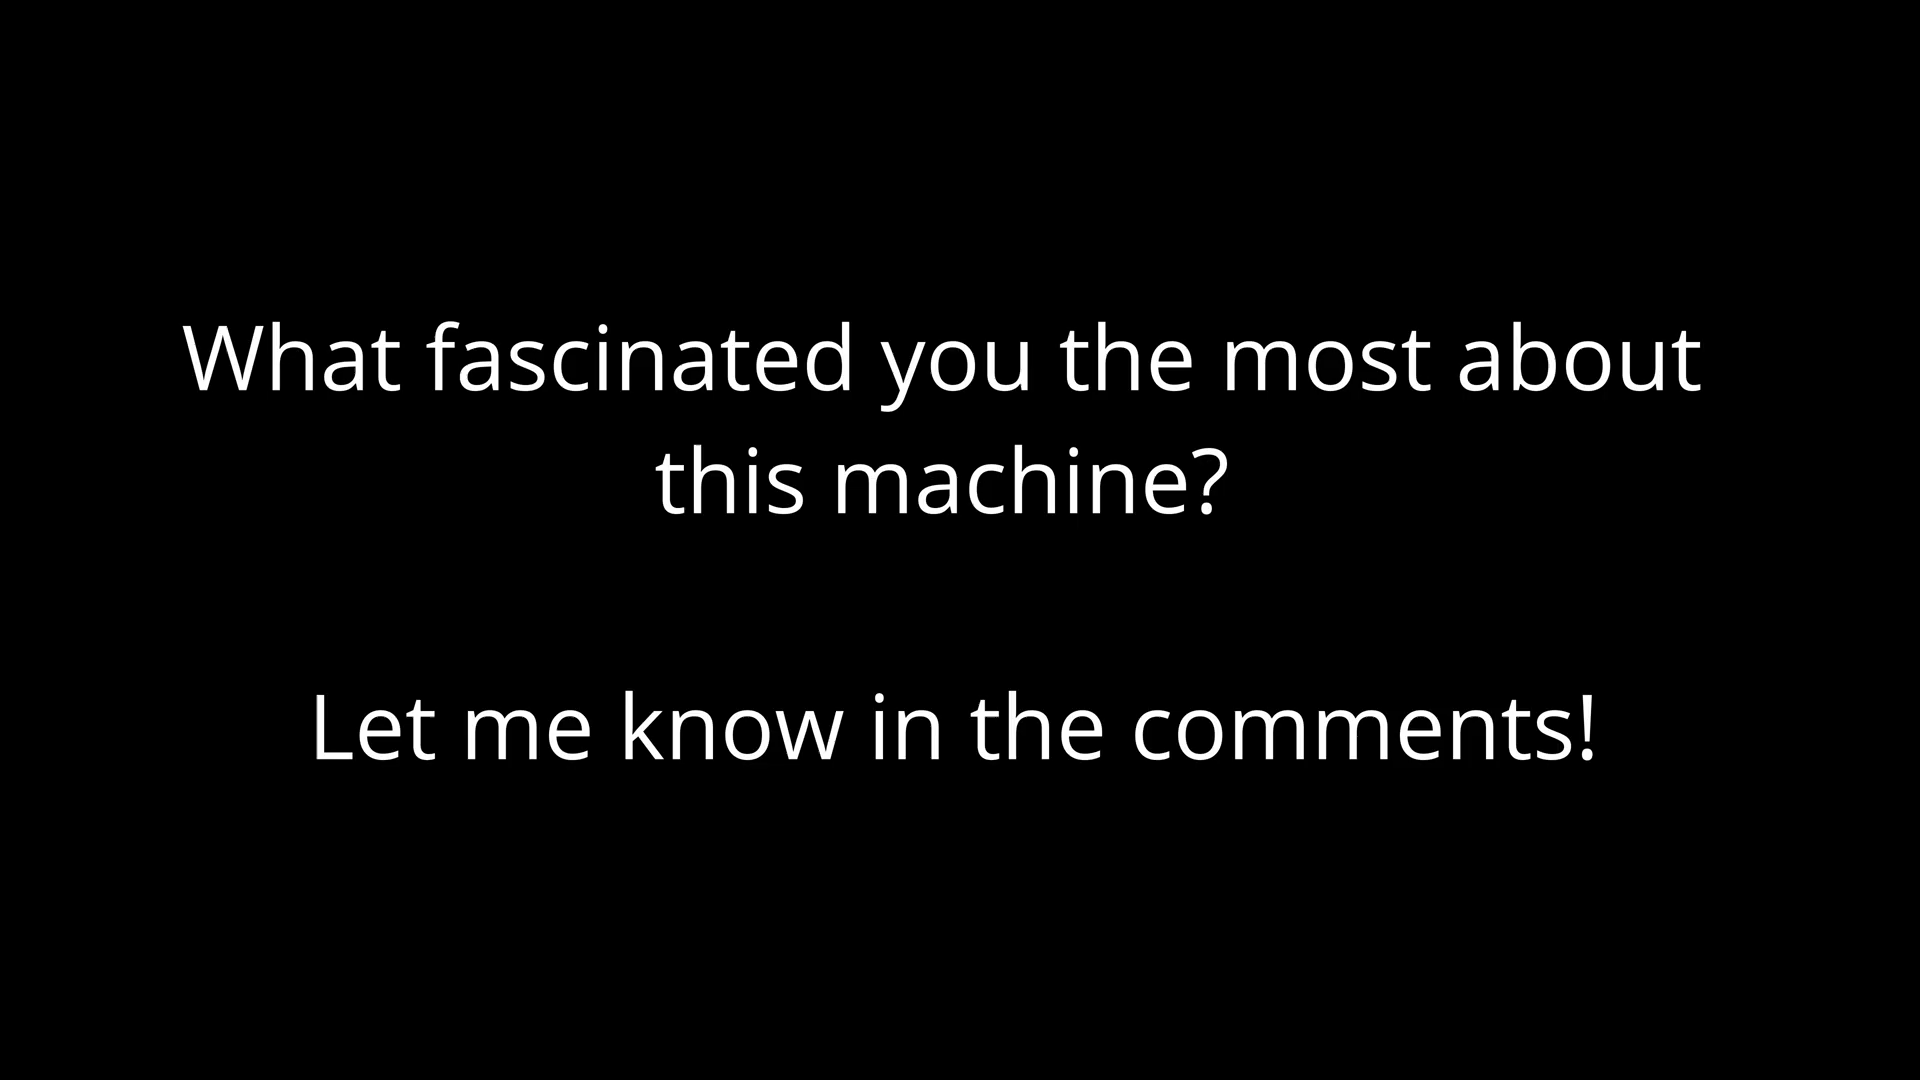 What fascinated you the most about
this machine?
Let me know in the comments!